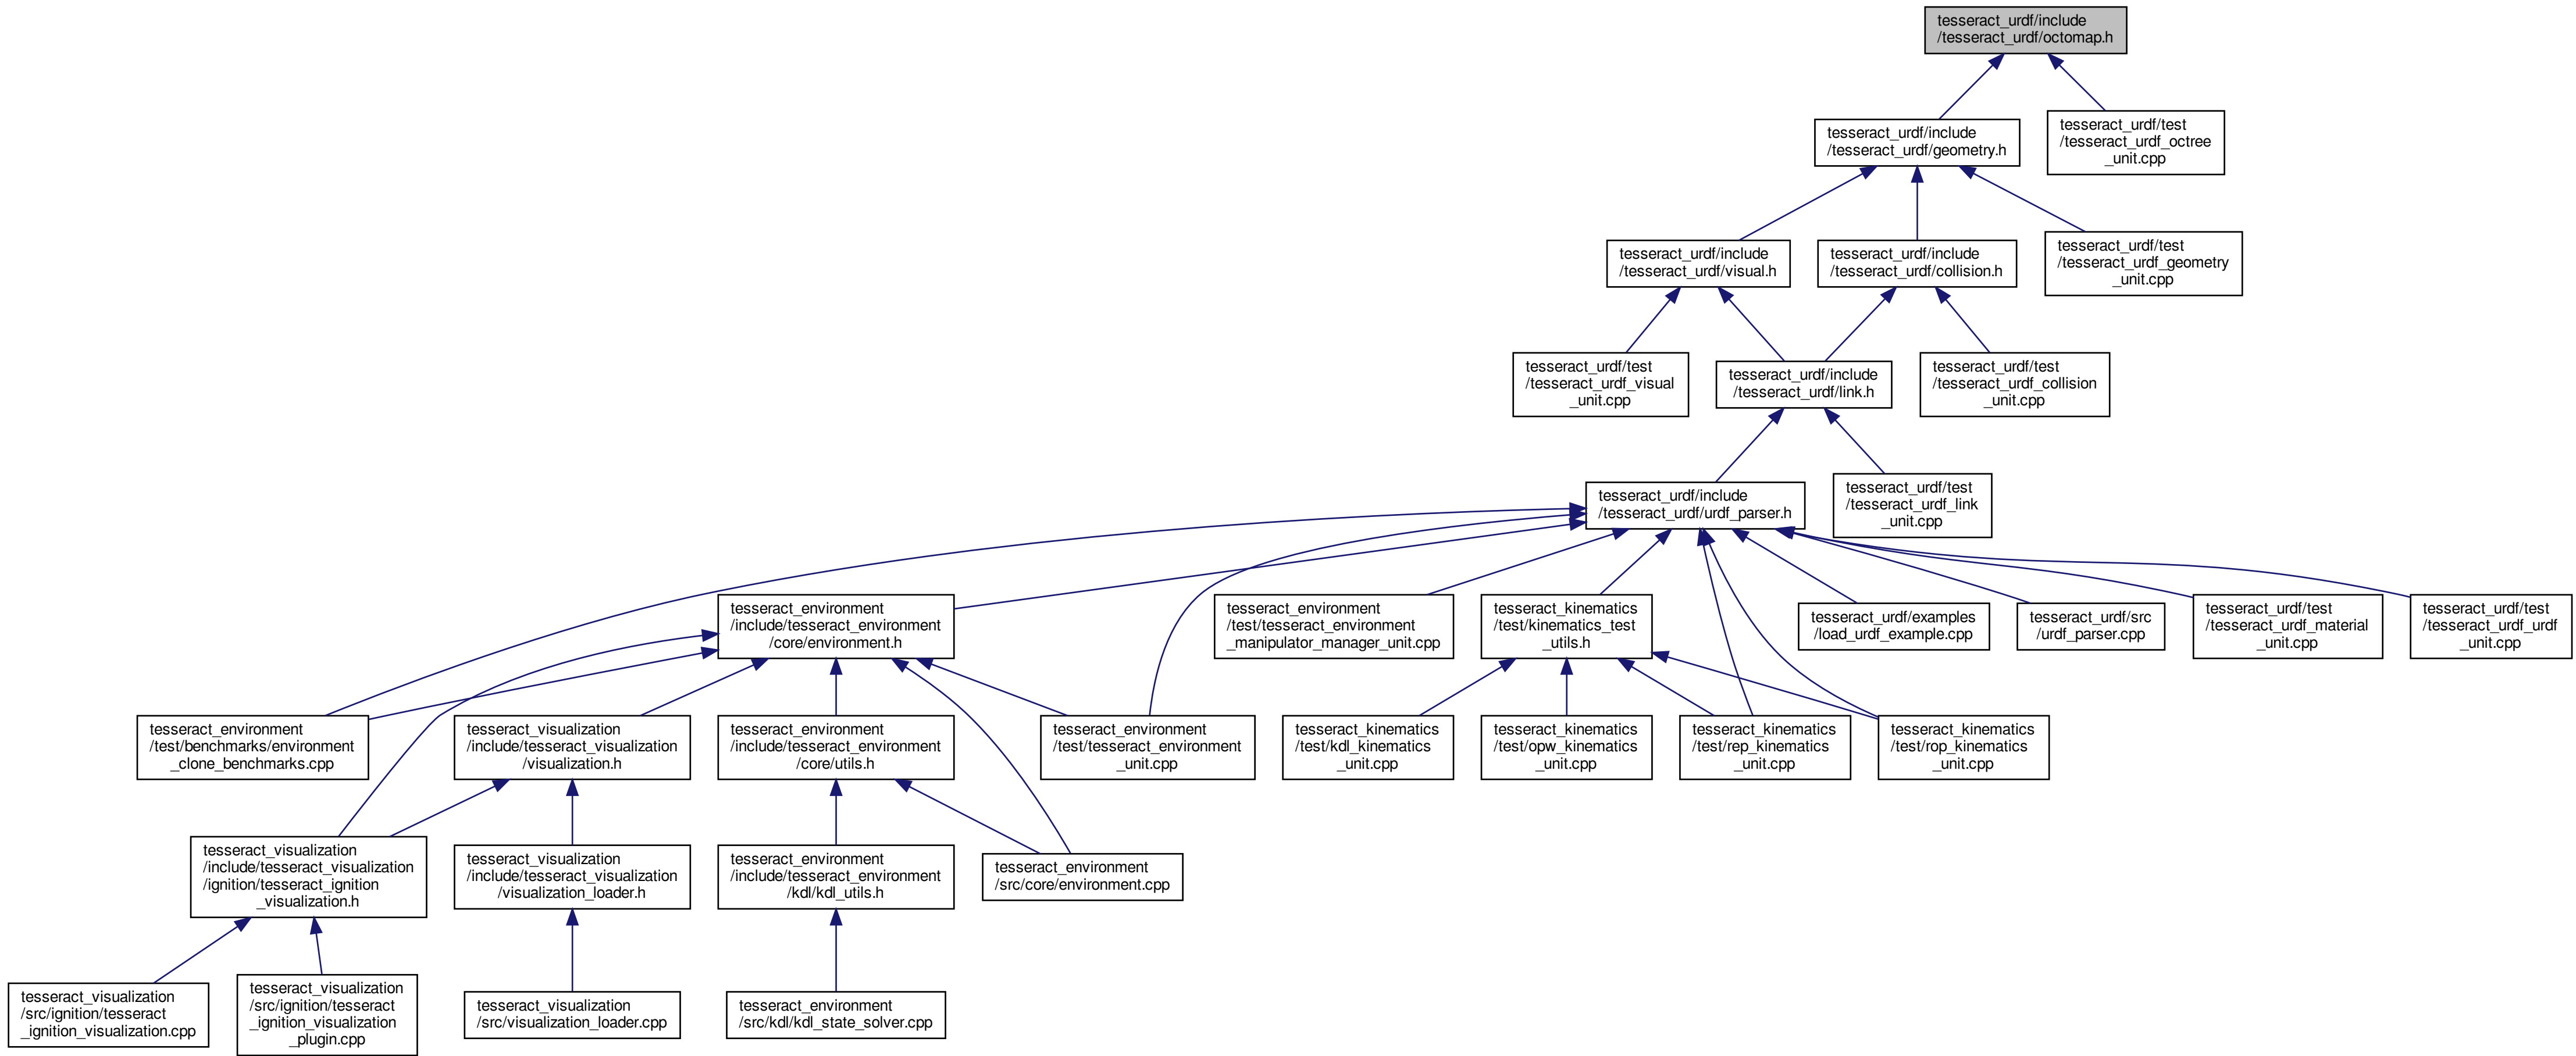 tesseract_urdf/include
/tesseract_urdf/octomap.h
tesseract_urdf/include
/tesseract_urdf/geometry.h
tesseract_urdf/test
/tesseract_urdf_octree
_unit.cpp
tesseract_urdf/include
/tesseract_urdf/visual.h
tesseract_urdf/include
/tesseract_urdf/collision.h
tesseract_urdf/test
/tesseract_urdf_geometry
_unit.cpp
tesseract_urdf/test
/tesseract_urdf_visual
_unit.cpp
tesseract_urdf/include
/tesseract_urdf/link.h
tesseract_urdf/test
/tesseract_urdf_collision
_unit.cpp
tesseract_urdf/include
/tesseract_urdf/urdf_parser.h
tesseract_urdf/test
/tesseract_urdf_link
_unit.cpp
tesseract_environment
/include/tesseract_environment
/core/environment.h
tesseract_environment
/test/tesseract_environment
_manipulator_manager_unit.cpp
tesseract_kinematics
/test/kinematics_test
_utils.h
tesseract_urdf/examples
/load_urdf_example.cpp
tesseract_urdf/src
/urdf_parser.cpp
tesseract_urdf/test
/tesseract_urdf_material
_unit.cpp
tesseract_urdf/test
/tesseract_urdf_urdf
_unit.cpp
tesseract_environment
/test/benchmarks/environment
_clone_benchmarks.cpp
tesseract_visualization
/include/tesseract_visualization
/visualization.h
tesseract_environment
/include/tesseract_environment
/core/utils.h
tesseract_environment
/test/tesseract_environment
_unit.cpp
tesseract_kinematics
/test/kdl_kinematics
_unit.cpp
tesseract_kinematics
/test/opw_kinematics
_unit.cpp
tesseract_kinematics
/test/rep_kinematics
_unit.cpp
tesseract_kinematics
/test/rop_kinematics
_unit.cpp
tesseract_visualization
/include/tesseract_visualization
/ignition/tesseract_ignition
_visualization.h
tesseract_visualization
/include/tesseract_visualization
/visualization_loader.h
tesseract_environment
/include/tesseract_environment
/kdl/kdl_utils.h
tesseract_environment
/src/core/environment.cpp
tesseract_visualization
/src/ignition/tesseract
_ignition_visualization.cpp
tesseract_visualization
/src/ignition/tesseract
_ignition_visualization
_plugin.cpp
tesseract_visualization
/src/visualization_loader.cpp
tesseract_environment
/src/kdl/kdl_state_solver.cpp